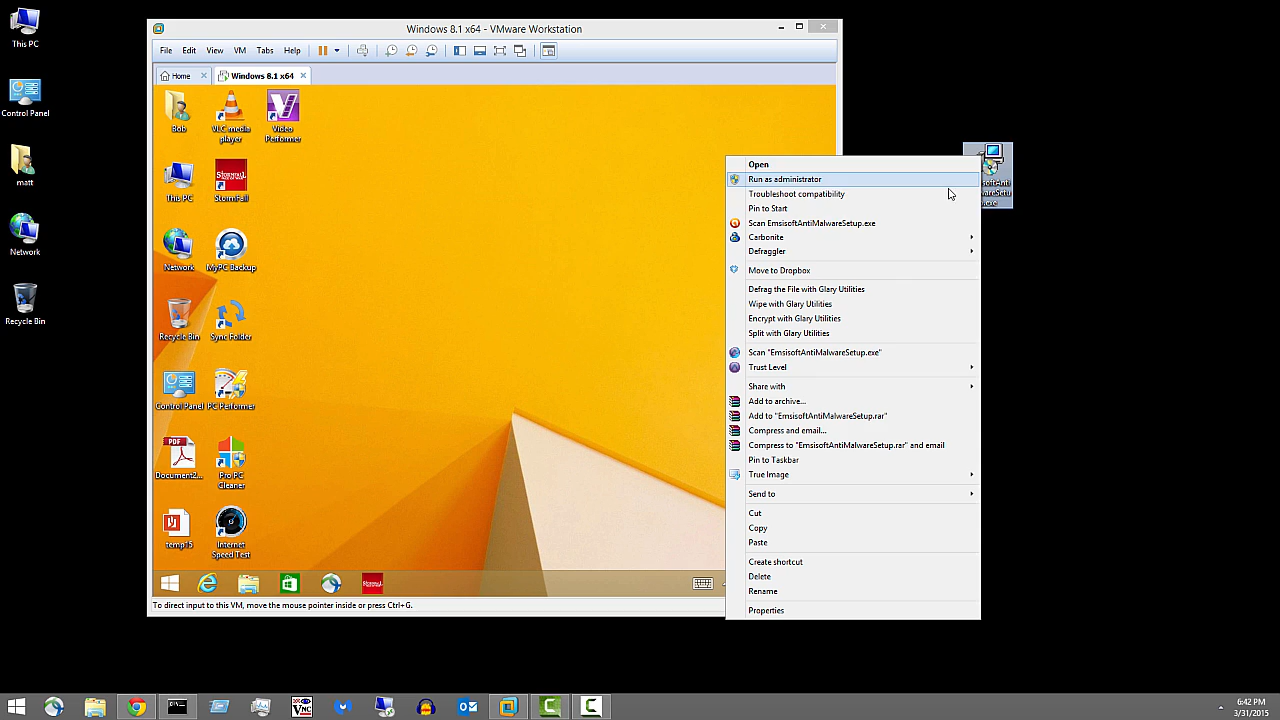 This PC
Control Panel
matt
Network
Recycle Bin
Windows 8.1 x64 - VMware Workstation
File Edit View VM Tabs Help
Home
Windows 8.1 x64
Bob
VLC media
player
Video
Performer
This PC
StormFall
Network
MyPC Backup
Recycle Bin
Sync Folder
Control Panel
PC Performer
PDF
Document2...
Pro PC
Cleaner
temp15
Internet
Speed Test
To direct input to this VM, move the mouse pointer inside or press Ctrl+G.
Open
Run as administrator
Troubleshoot compatibility
Pin to Start
Scan EmsisoftAntiMalwareSetup.exe
Carbonite
Defraggler
Move to Dropbox
Defrag the File with Glary Utilities
Wipe with Glary Utilities
Encrypt with Glary Utilities
Split with Glary Utilities
Scan "EmsisoftAntiMalwareSetup.exe"
Trust Level
Share with
Add to archive...
Add to "EmsisoftAntiMalwareSetup.rar"
Compress and email...
Compress to "EmsisoftAntiMalwareSetup.rar" and email
Pin to Taskbar
True Image
Send to
Cut
Copy
Paste
Create shortcut
Delete
Rename
Properties
isoftAnti
wareSetu
.exe
6:42 PM
3/31/2015